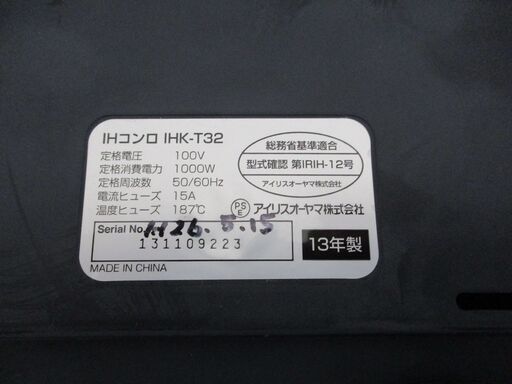 IHコンロ IHK-T32
定格電圧 100V
定格消費電力 1000W
定格周波数 50/60Hz
電流ヒューズ 15A
温度ヒューズ 187℃
総務省基準適合
型式確認 第IRIH-12号
アイリスオーヤマ株式会社
PS E アイリスオーヤマ株式会社
Serial No.
H26.5.15
131109223
13年製
MADE IN CHINA